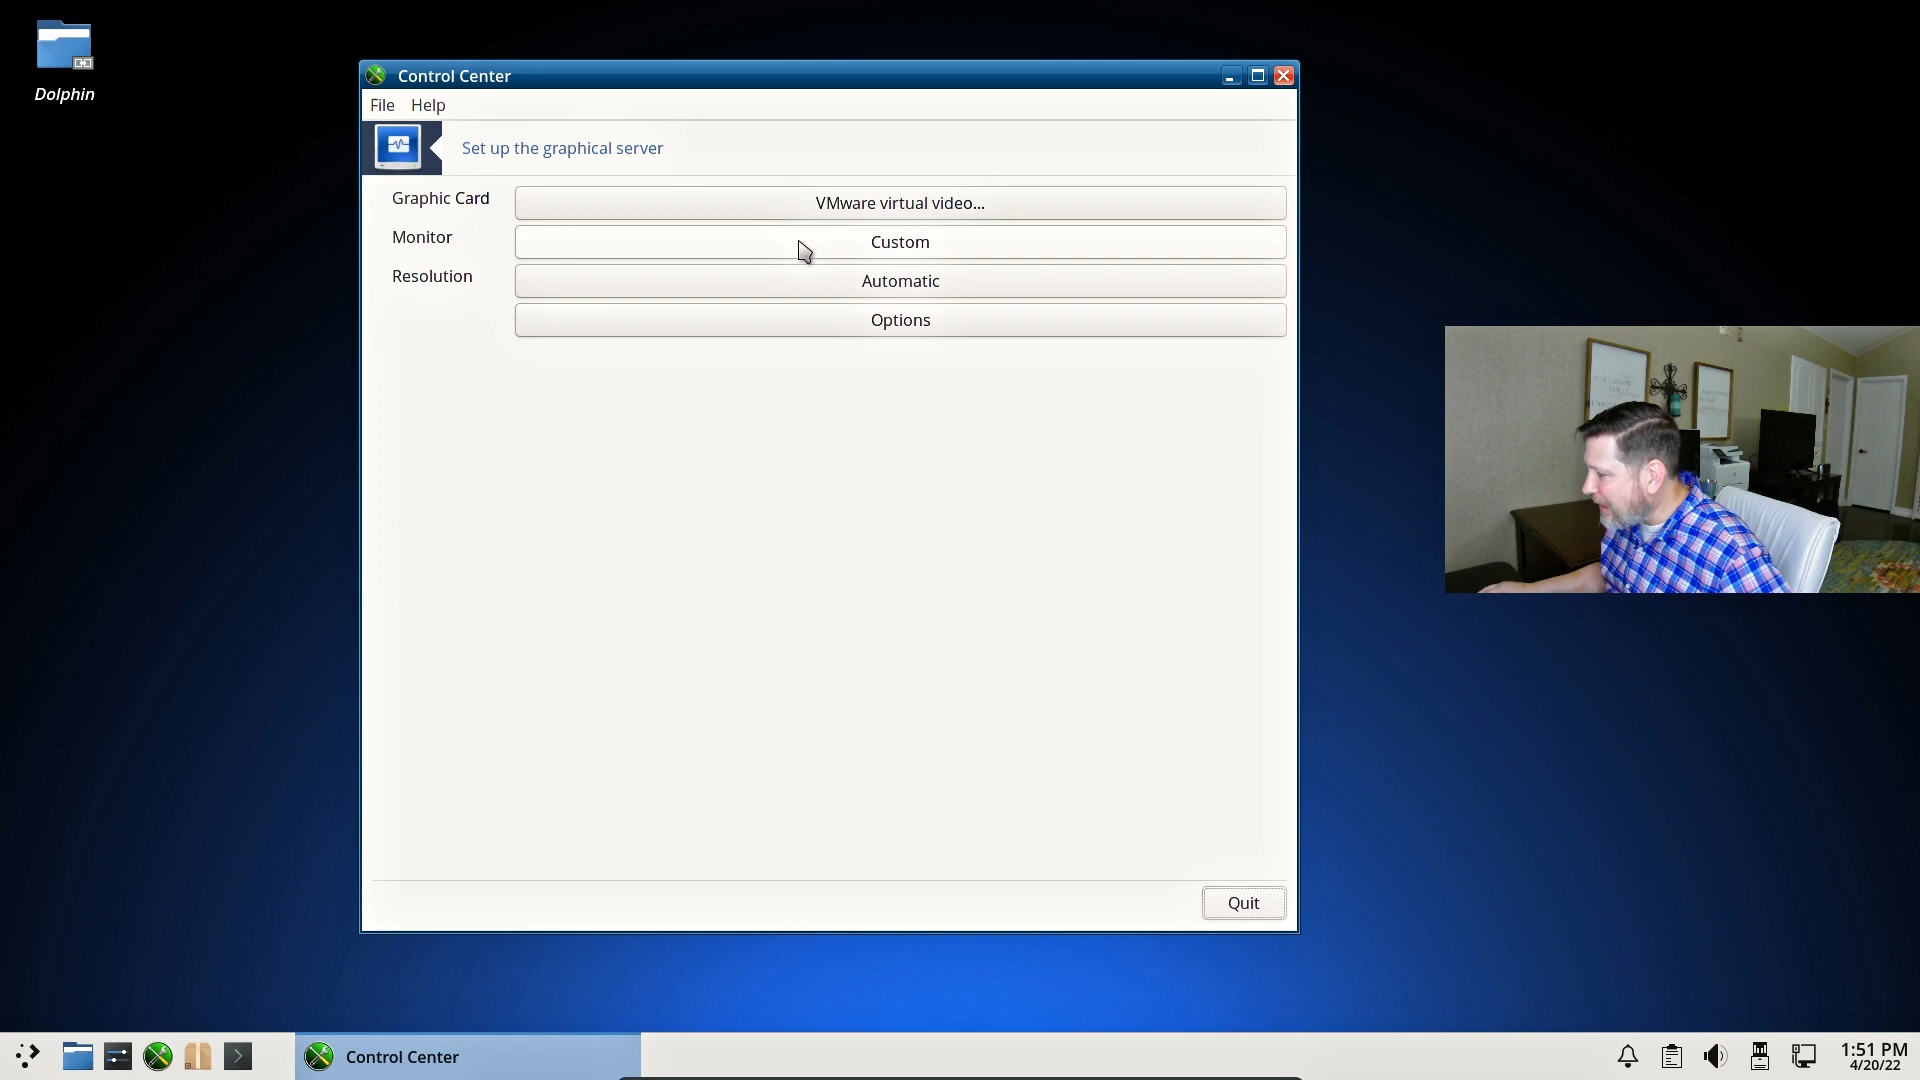 Dolphin
Control Center
File Help
Set up the graphical server
Graphic Card
VMware virtual video...
Monitor
Custom
Resolution
Automatic
Options
Quit
Control Center
1:51 PM
4/20/22